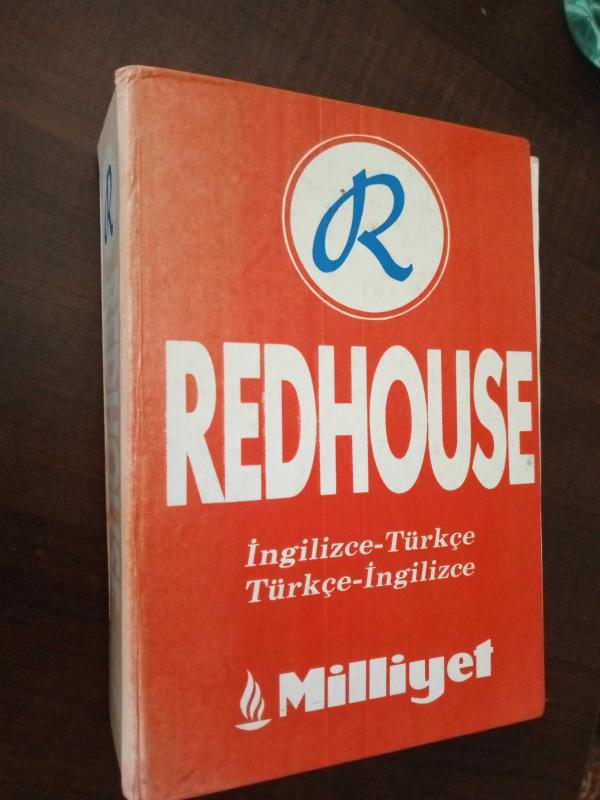 R
REDHOUSE
İngilizce-Türkçe
Türkçe-İngilizce
Milliyet
R